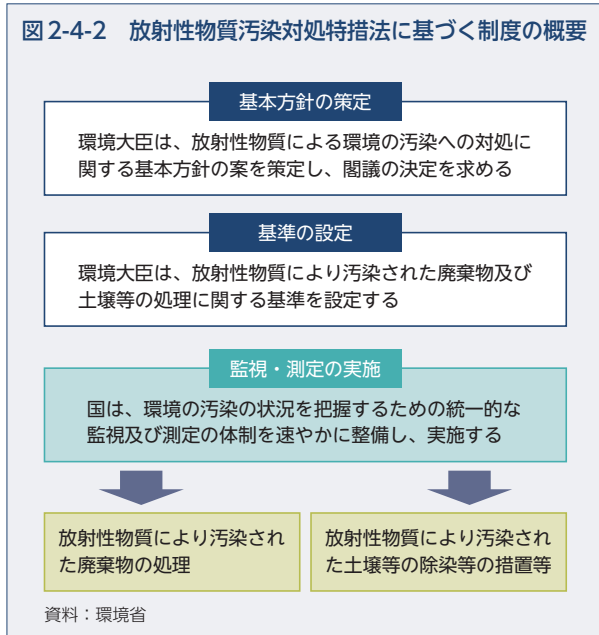 図2-4-2 放射性物質汚染対処特措法に基づく制度の概要
基本方針の策定
環境大臣は、放射性物質による環境の汚染への対処に
関する基本方針の案を策定し、閣議の決定を求める
基準の設定
環境大臣は、放射性物質により汚染された廃棄物及び
土壌等の処理に関する基準を設定する
監視・測定の実施
国は、環境の汚染の状況を把握するための統一的な
監視及び測定の体制を速やかに整備し、実施する
放射性物質により汚染され
た廃棄物の処理
放射性物質により汚染され
た土壌等の除染等の措置等
資料：環境省